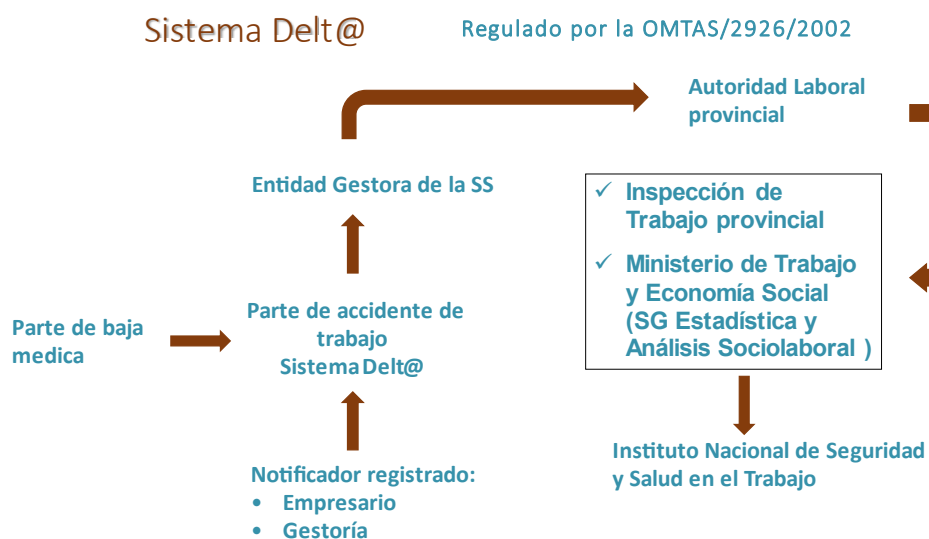 Sistema Delt@
Regulado por la OMTAS/2926/2002
Autoridad Laboral
provincial
Entidad Gestora de la SS
✓ Inspección de
Trabajo provincial
✓ Ministerio de Trabajo
y Economía Social
(SG Estadística y
Análisis Sociolaboral )
Parte de baja
medica
Parte de accidente de
trabajo
Sistema Delt@
Instituto Nacional de Seguridad
y Salud en el Trabajo
Notificador registrado:
• Empresario
• Gestoría